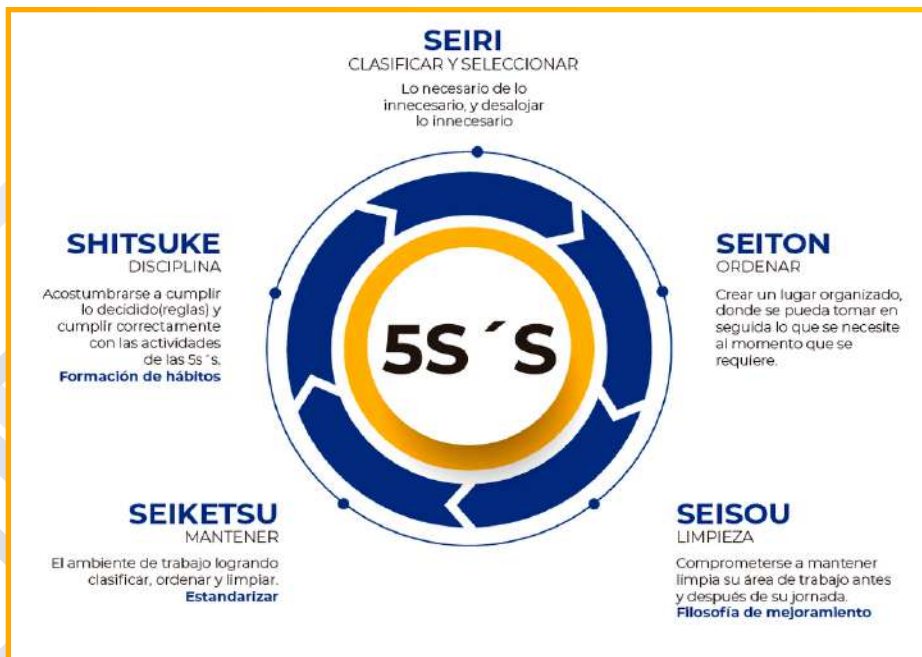 SEIRI
CLASIFICAR Y SELECCIONAR
Lo necesario de lo
innecesario, y desalojar
lo innecesario
SHITSUKE
DISCIPLINA
Acostumbrarse a cumplir
lo decidido(reglas) y
cumplir correctamente
con las actividades
de las 5s´s.
Formación de hábitos
5S´S
SEITON
ORDENAR
Crear un lugar organizado,
donde se pueda tomar en
seguida lo que se necesite
al momento que se
requiere.
SEIKETSU
MANTENER
El ambiente de trabajo logrando
clasificar, ordenar y limpiar.
Estandarizar
SEISOU
LIMPIEZA
Comprometerse a mantener
limpia su área de trabajo antes
y después de su jornada.
Filosofía de mejoramiento